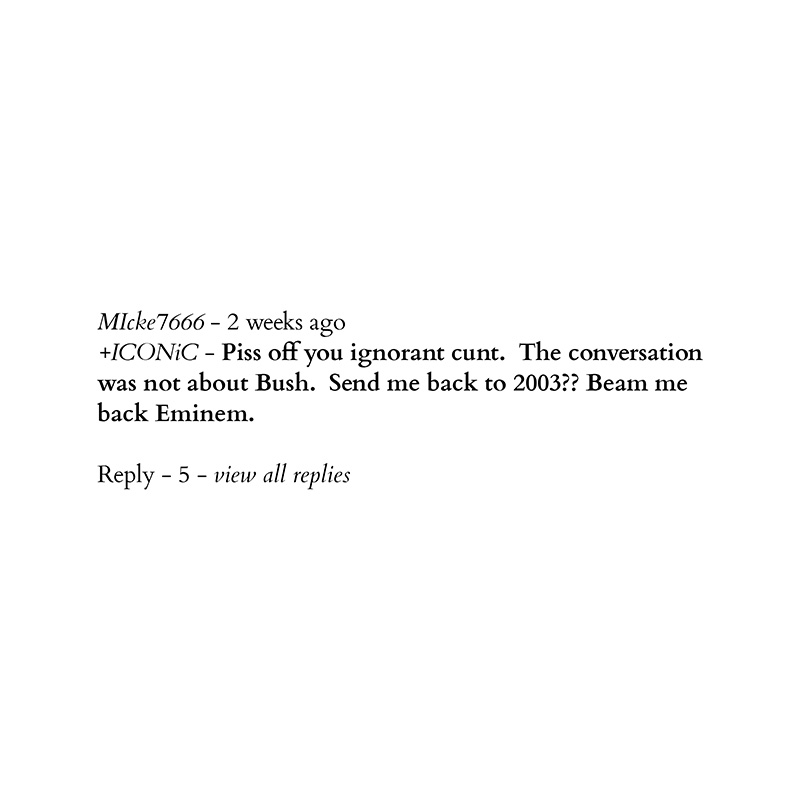 MIcke7666 - 2 weeks ago
+ICONiC - Piss off you ignorant cunt.  The conversation
was not about Bush.  Send me back to 2003?? Beam me
back Eminem.
Reply - 5 - view all replies